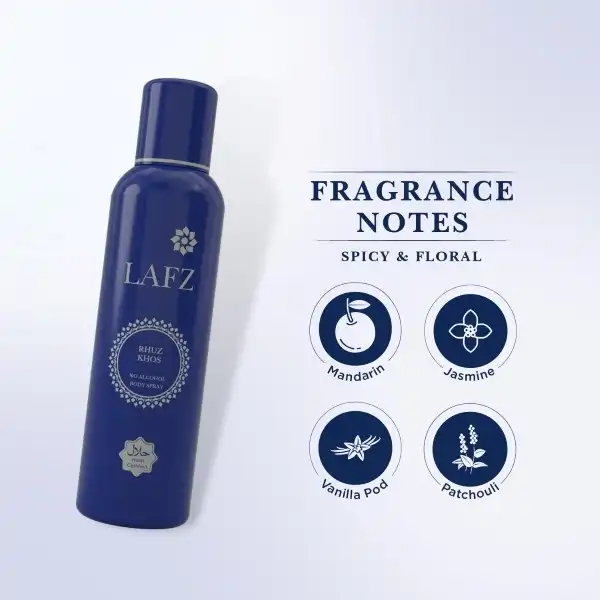 LAFZ
RHUZ
KHOS
NO ALCOHOL
BODY SPRAY
حلال
FRAGRANCE
NOTES
SPICY & FLORAL
Mandarin
Jasmine
Vanilla Pod
Patchouli